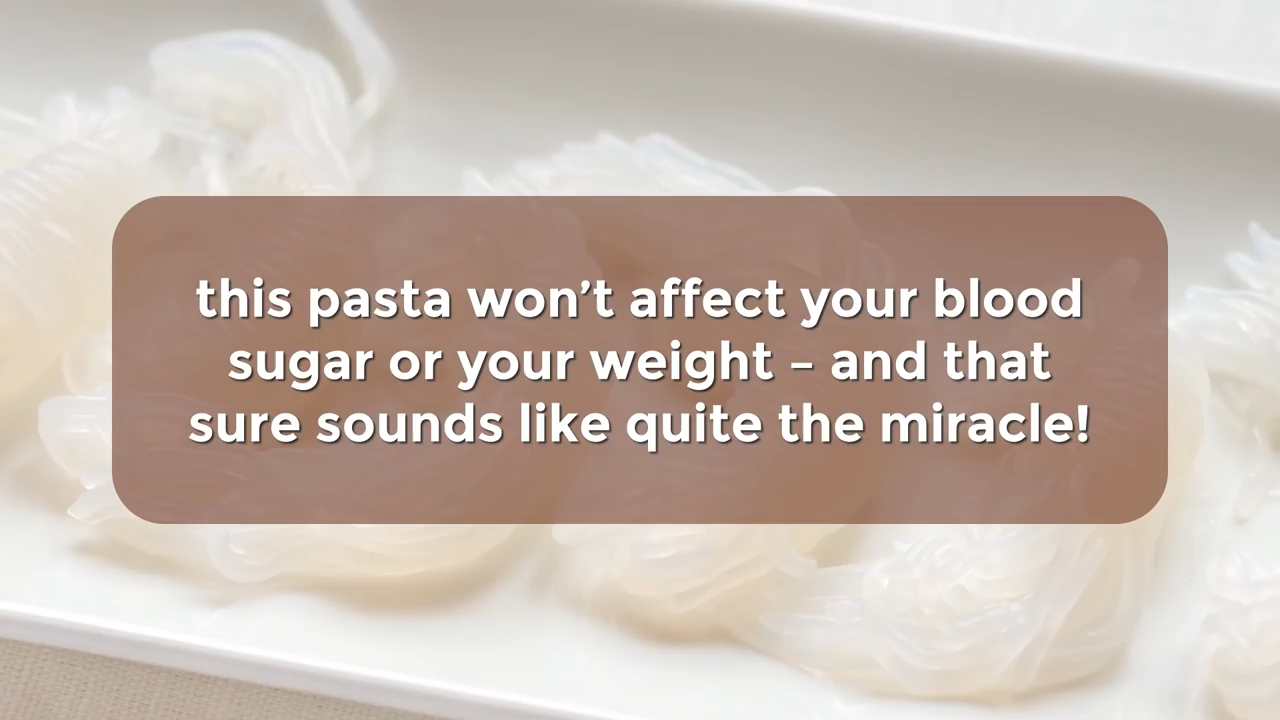 this pasta won’t affect your blood
sugar or your weight – and that
sure sounds like quite the miracle!